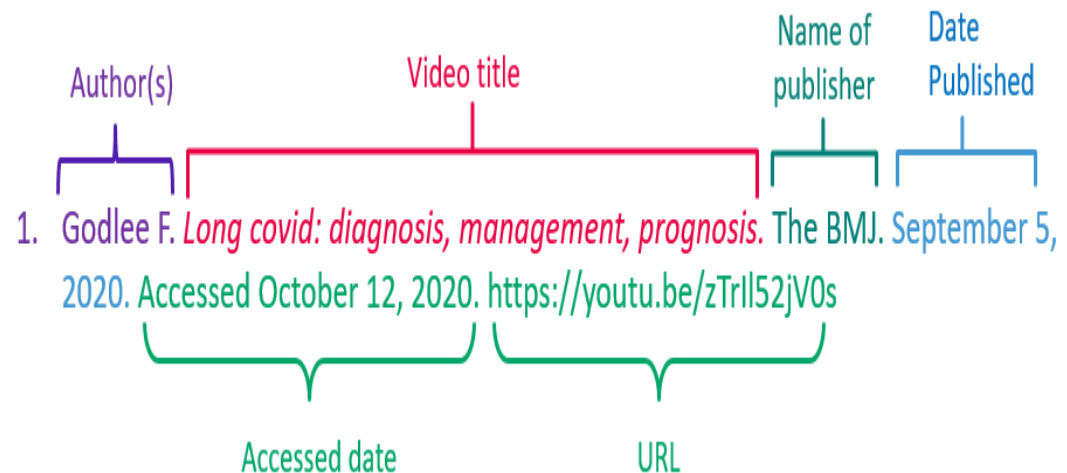 Author(s)
Video title
Name of
publisher
Date
Published
1. Godlee F. Long covid: diagnosis, management, prognosis. The BMJ. September 5,
2020. Accessed October 12, 2020. https://youtu.be/zTrIl52jV0s
Accessed date
URL